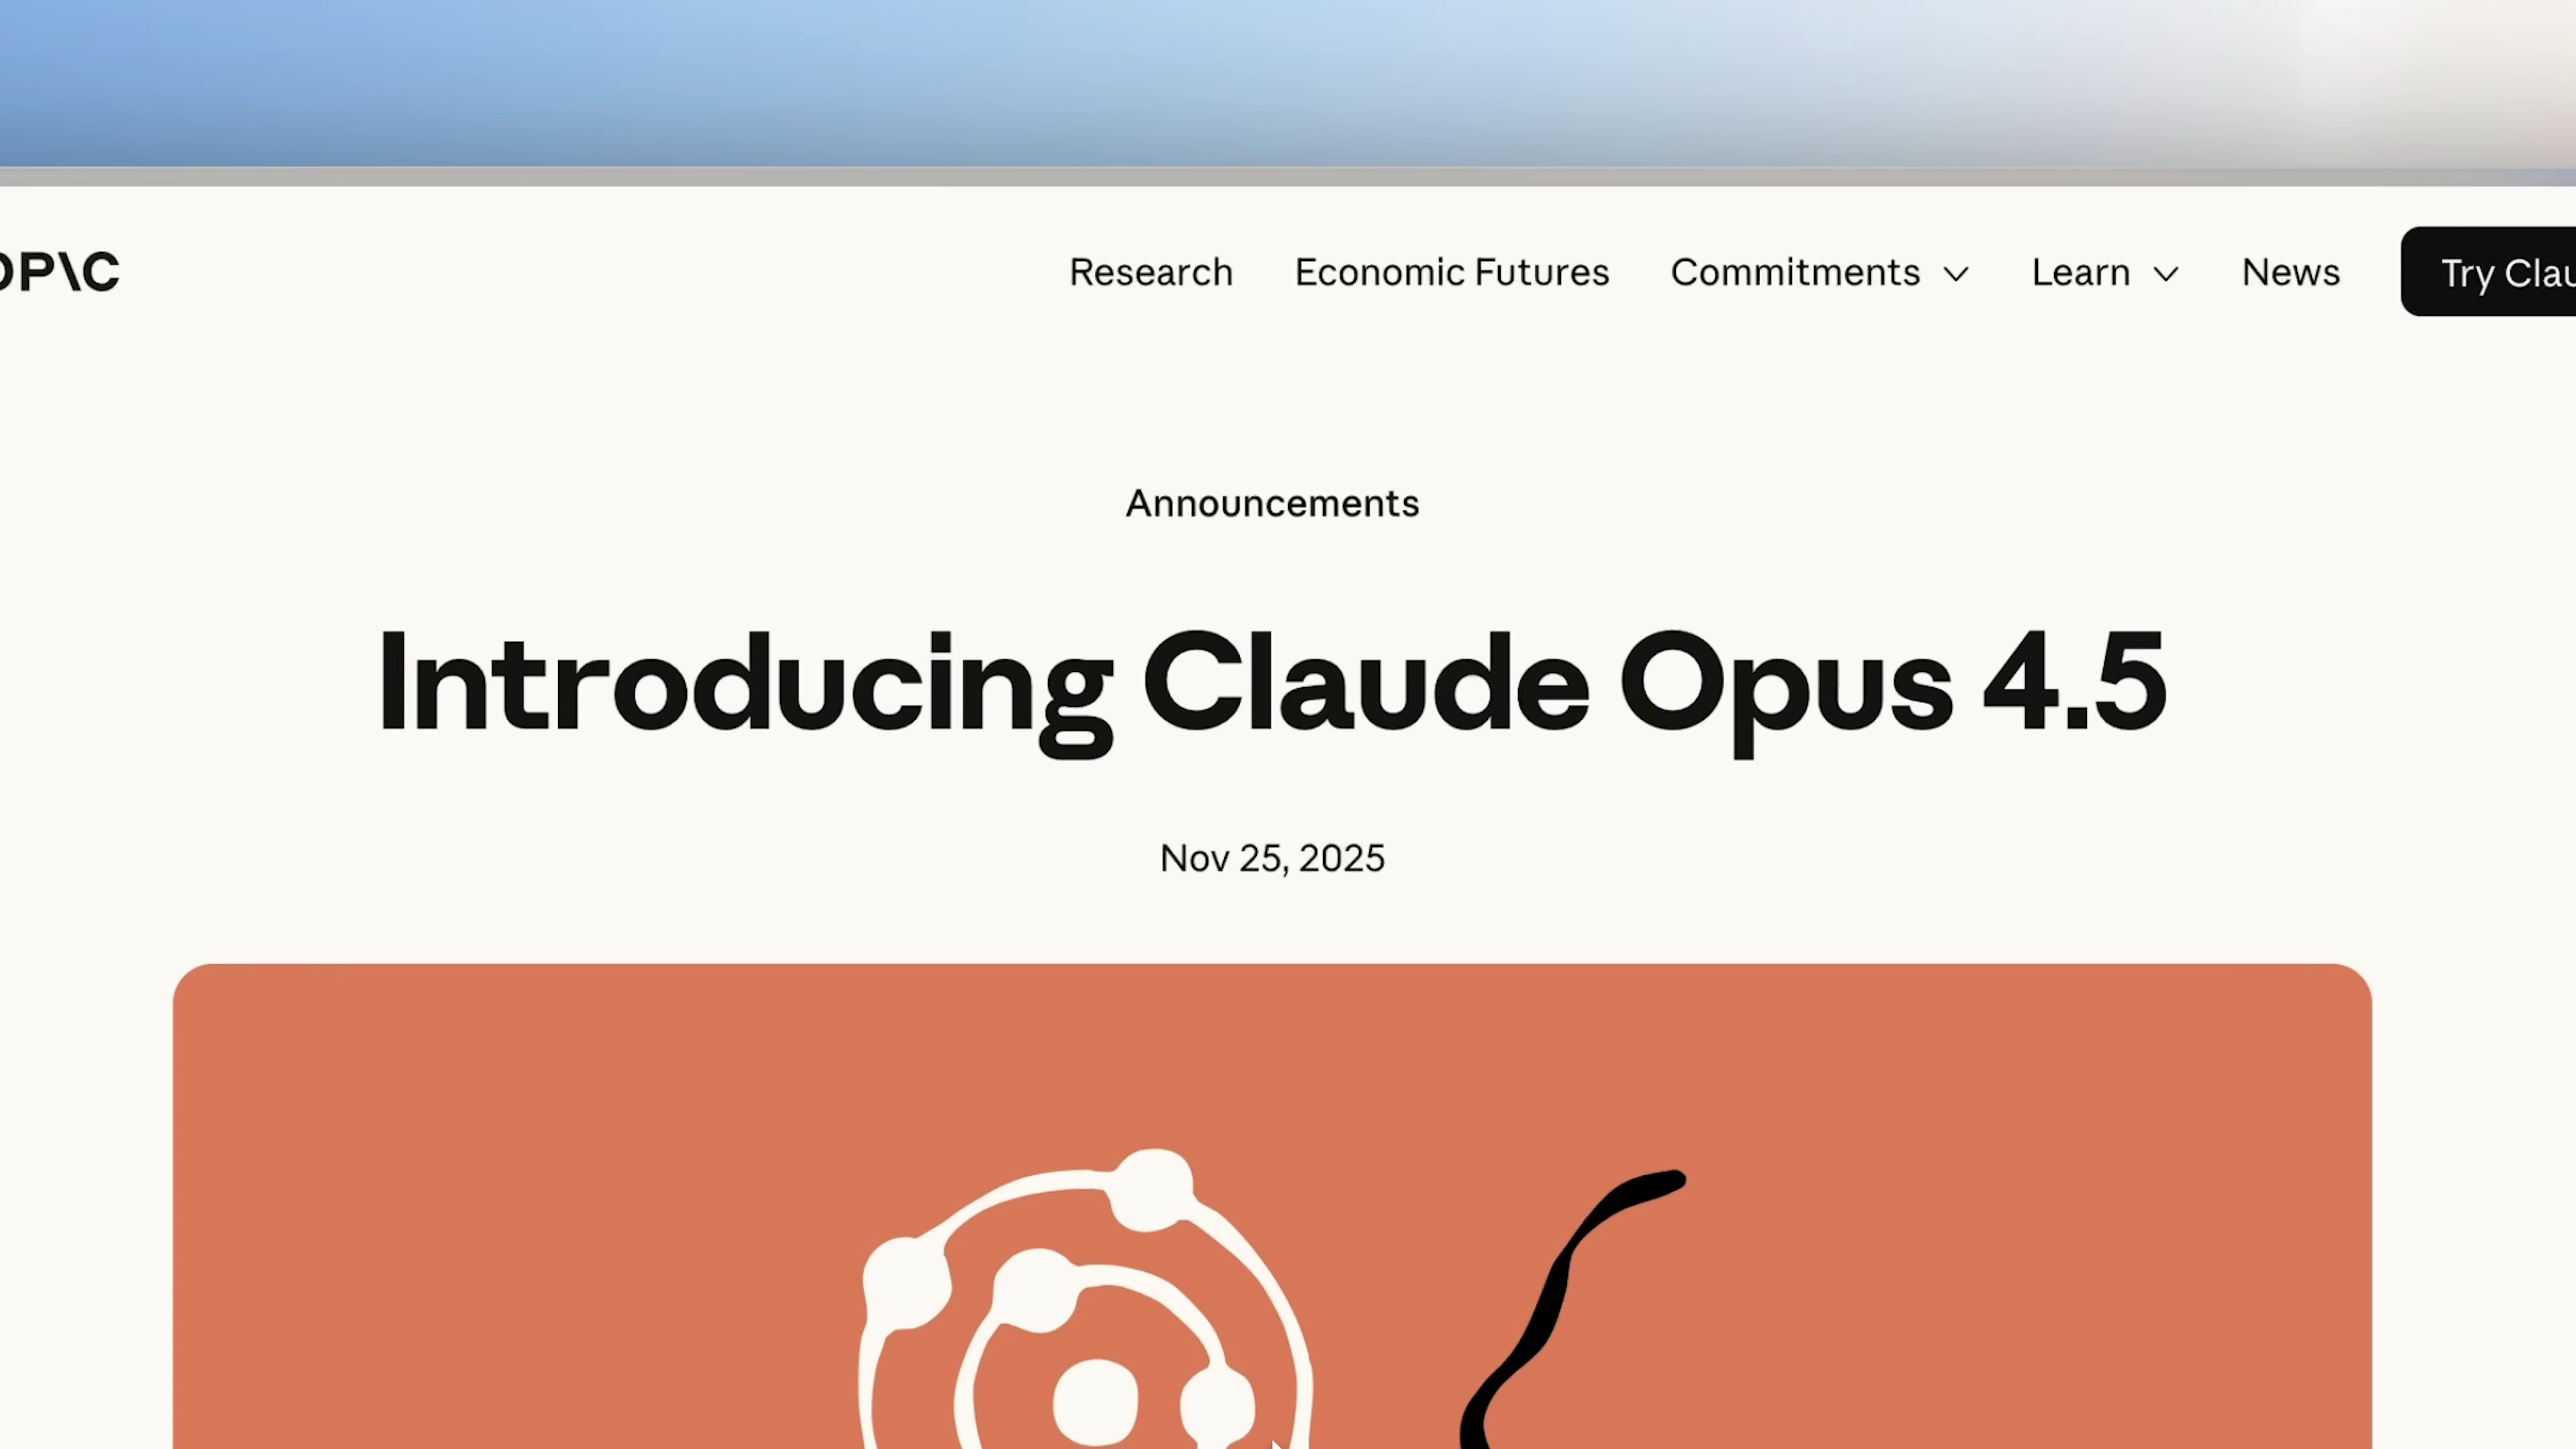 OP\C
Research Economic Futures Commitments Learn News Try Clau
Announcements
Introducing Claude Opus 4.5
Nov 25, 2025